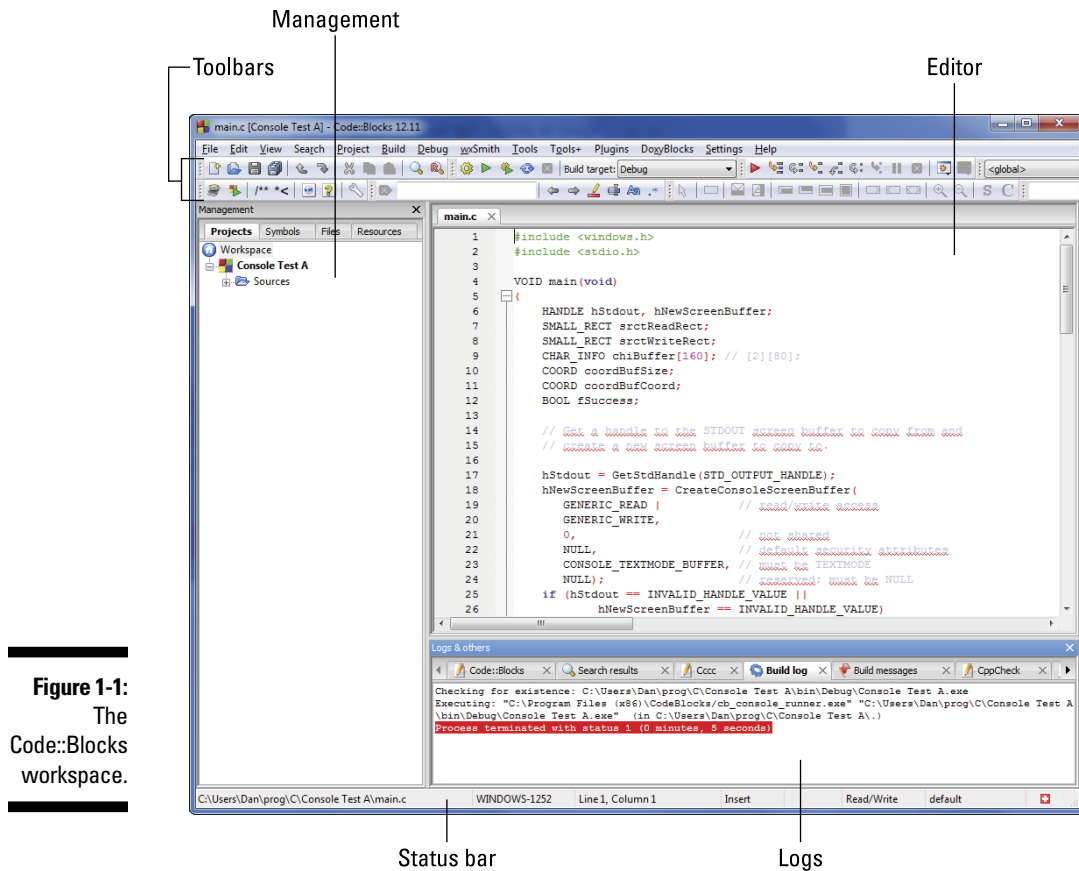 Management
Toolbars
Editor
main.c [Console Test A] - Code::Blocks 12.11
File Edit View Search Project Build Debug wxSmith Tools Tools+ Plugins DoxyBlocks Settings Help
Build target: Debug
<global>
/** *<
S C
Management
Projects Symbols Files Resources
Workspace
Console Test A
Sources
main.c
1 #include <windows.h>
2 #include <stdio.h>
3
4 VOID main(void)
5 {
6 HANDLE hStdout, hNewScreenBuffer;
7 SMALL_RECT srctReadRect;
8 SMALL_RECT srctWriteRect;
9 CHAR_INFO chiBuffer[160]; // [2][80];
10 COORD coordBufSize;
11 COORD coordBufCoord;
12 BOOL fSuccess;
13
14 // Get a handle to the STDOUT screen buffer to copy from and
15 // create a new screen buffer to copy to.
16
17 hStdout = GetStdHandle(STD_OUTPUT_HANDLE);
18 hNewScreenBuffer = CreateConsoleScreenBuffer(
19 GENERIC_READ | // read/write access
20 GENERIC_WRITE,
21 0, // not shared
22 NULL, // default security attributes
23 CONSOLE_TEXTMODE_BUFFER, // must be TEXTMODE
24 NULL); // reserved; must be NULL
25 if (hStdout == INVALID_HANDLE_VALUE ||
26 hNewScreenBuffer == INVALID_HANDLE_VALUE)
Logs & others
Code::Blocks Search results Cccc Build log Build messages CppCheck
Checking for existence: C:\Users\Dan\prog\C\Console Test A\bin\Debug\Console Test A.exe
Executing: "C:\Program Files (x86)\CodeBlocks/cb_console_runner.exe" "C:\Users\Dan\prog\C\Console Test A
\bin\Debug\Console Test A.exe" (in C:\Users\Dan\prog\C\Console Test A\.)
Process terminated with status 1 (0 minutes, 5 seconds)
C:\Users\Dan\prog\C\Console Test A\main.c WINDOWS-1252 Line 1, Column 1 Insert Read/Write default
Status bar
Logs
Figure 1-1:
The
Code::Blocks
workspace.